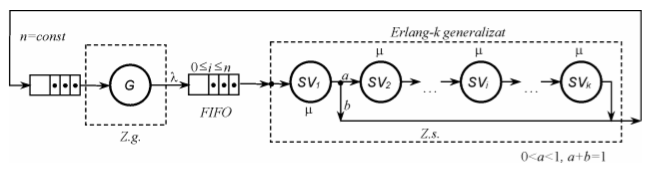 n=const
Erlang-k generalizat
G
λ
0≤i≤n
FIFO
SV1
μ
a
b
SV2
μ
...
SVi
μ
...
SVk
μ
Z.g.
Z.s.
0<a<1, a+b=1